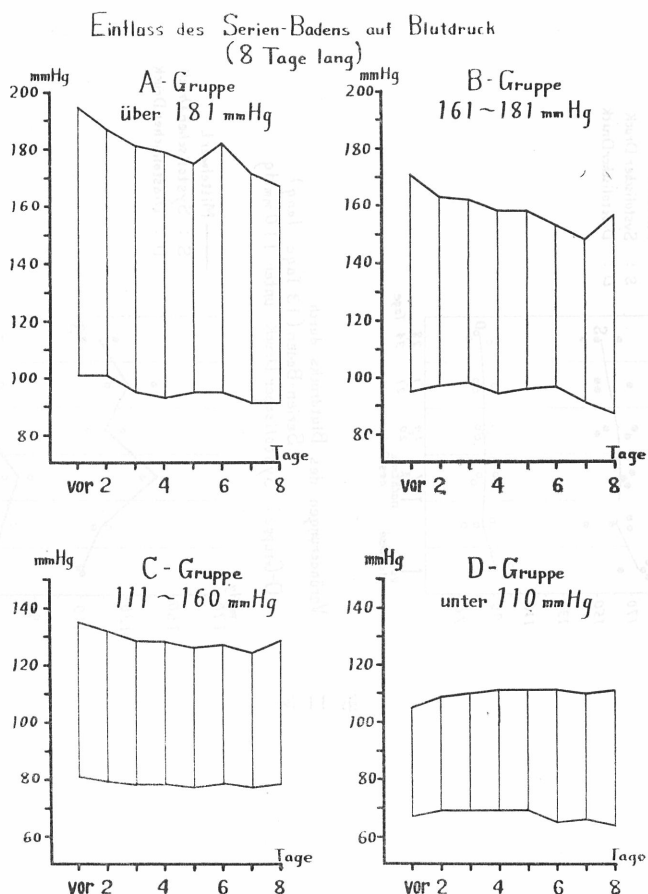 Einfluss des Serien-Badens auf Blutdruck
(8 Tage lang)
mmHg
A-Gruppe
über 181 mmHg
200
180
160
140
120
100
80
Tage
vor 2 4 6 8
B-Gruppe
161~181 mmHg
200
180
160
140
120
100
80
Tage
vor 2 4 6 8
mmHg
C-Gruppe
111~160 mmHg
140
120
100
80
60
Tage
vor 2 4 6 8
mmHg
D-Gruppe
unter 110 mmHg
140
120
100
80
60
Tage
vor 2 4 6 8